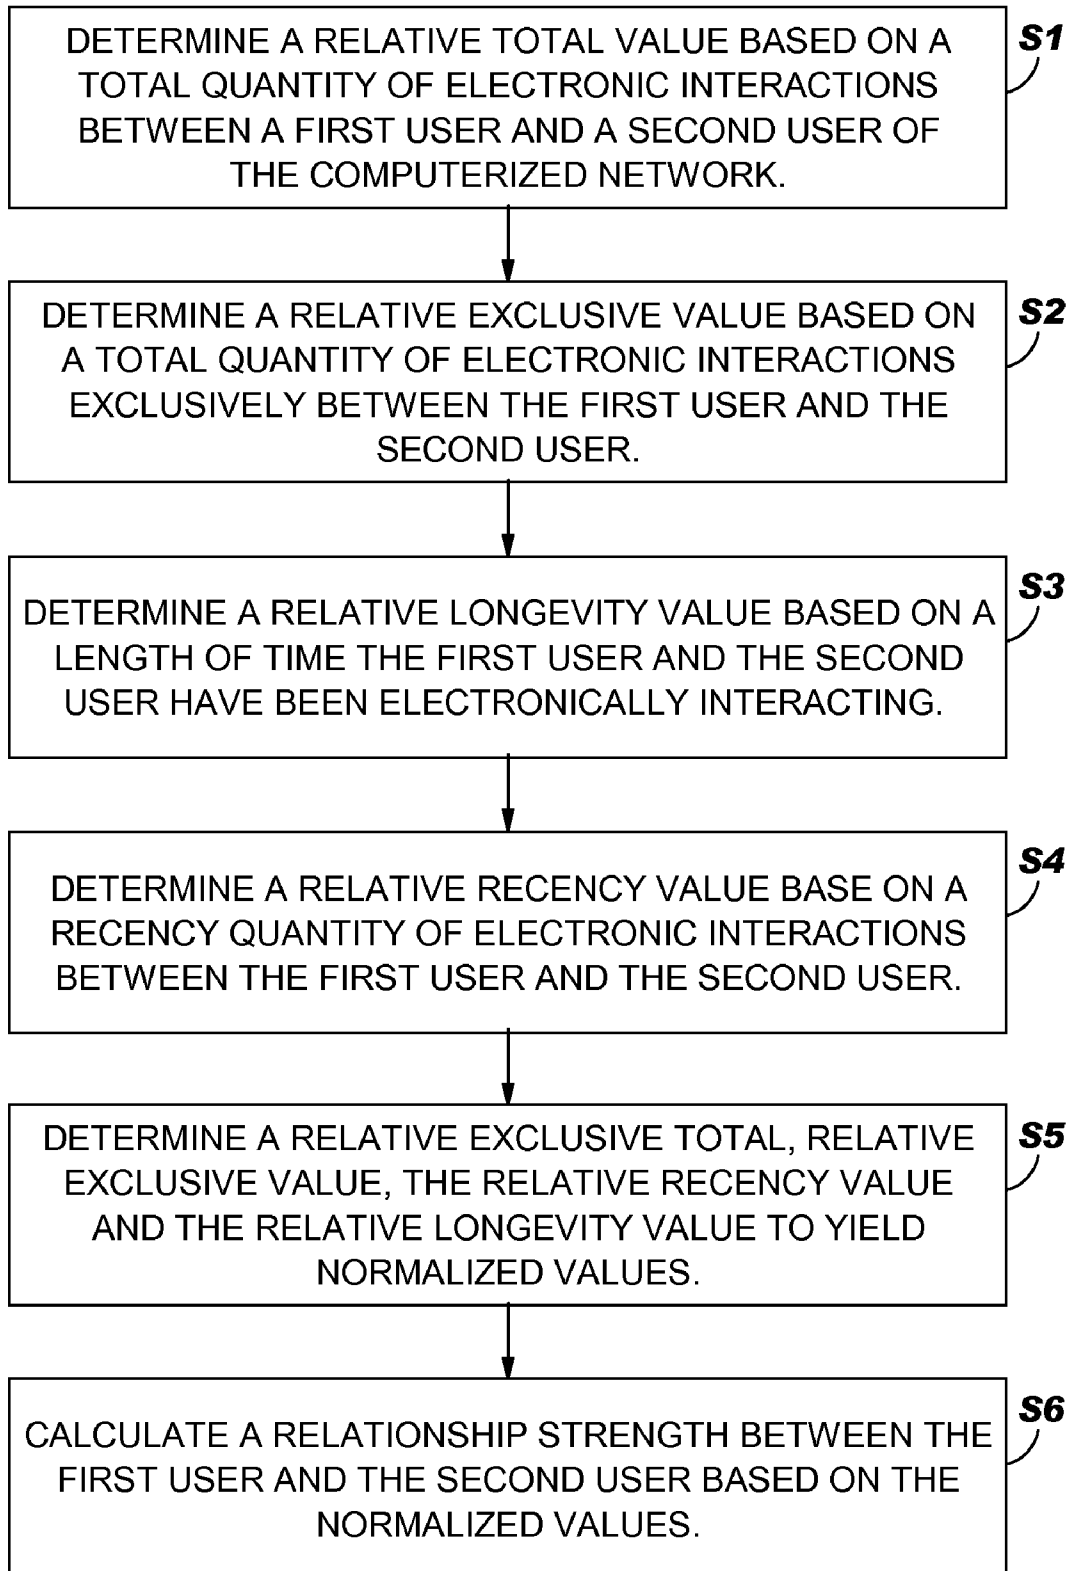 DETERMINE A RELATIVE TOTAL VALUE BASED ON A
TOTAL QUANTITY OF ELECTRONIC INTERACTIONS
BETWEEN A FIRST USER AND A SECOND USER OF
THE COMPUTERIZED NETWORK.
S1
DETERMINE A RELATIVE EXCLUSIVE VALUE BASED ON
A TOTAL QUANTITY OF ELECTRONIC INTERACTIONS
EXCLUSIVELY BETWEEN THE FIRST USER AND THE
SECOND USER.
S2
DETERMINE A RELATIVE LONGEVITY VALUE BASED ON A
LENGTH OF TIME THE FIRST USER AND THE SECOND
USER HAVE BEEN ELECTRONICALLY INTERACTING.
S3
DETERMINE A RELATIVE RECENCY VALUE BASE ON A
RECENCY QUANTITY OF ELECTRONIC INTERACTIONS
BETWEEN THE FIRST USER AND THE SECOND USER.
S4
DETERMINE A RELATIVE EXCLUSIVE TOTAL, RELATIVE
EXCLUSIVE VALUE, THE RELATIVE RECENCY VALUE
AND THE RELATIVE LONGEVITY VALUE TO YIELD
NORMALIZED VALUES.
S5
CALCULATE A RELATIONSHIP STRENGTH BETWEEN THE
FIRST USER AND THE SECOND USER BASED ON THE
NORMALIZED VALUES.
S6